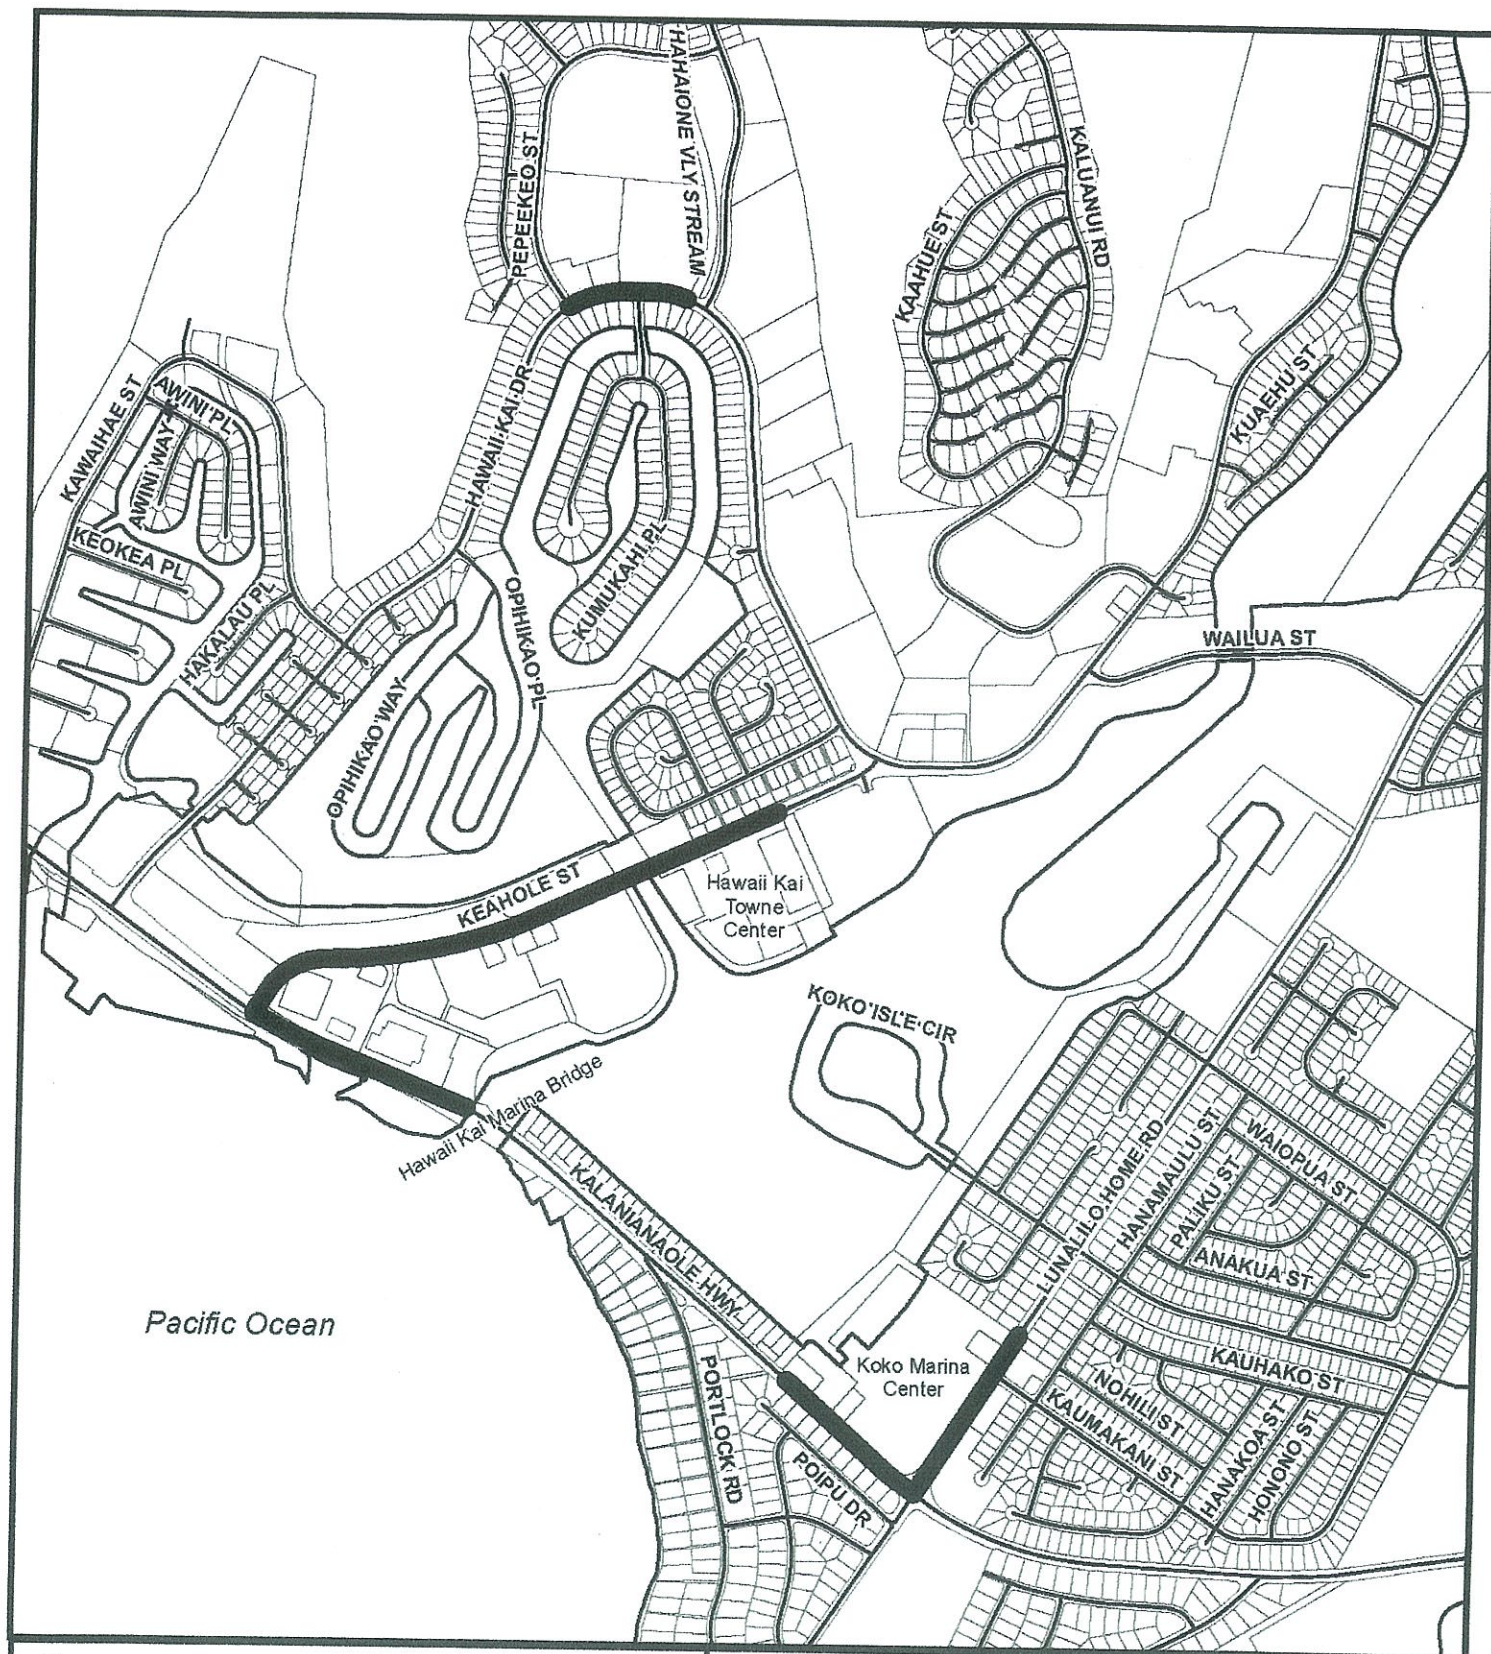 HAHAIONE VLY STREAM
PEPEEKEO ST
KALUANUI RD
KAAHUE ST
KUAEHU ST
KAWAIHAE ST
AWINI PL
AWINI WAY
HAWAII KAI DR
KEOKEA PL
HAKALAU PL
OPIHIKAO PL
KUMUKAHI PL
WAILUA ST
OPIHIKAO WAY
KEAHOLE ST
Hawaii Kai
Towne
Center
KOKO ISLE CIR
Hawaii Kai Marina Bridge
KALANIANAOLE HWY
LUNALILO HOME RD
HANAMAULU ST
PALIKU ST
WAIOPUA ST
ANAKUA ST
Pacific Ocean
PORTLOCK RD
Koko Marina
Center
KAUHAKO ST
NOHILI ST
KAUMAKANI ST
HANAKOA ST
HONONO ST
POIPU DR